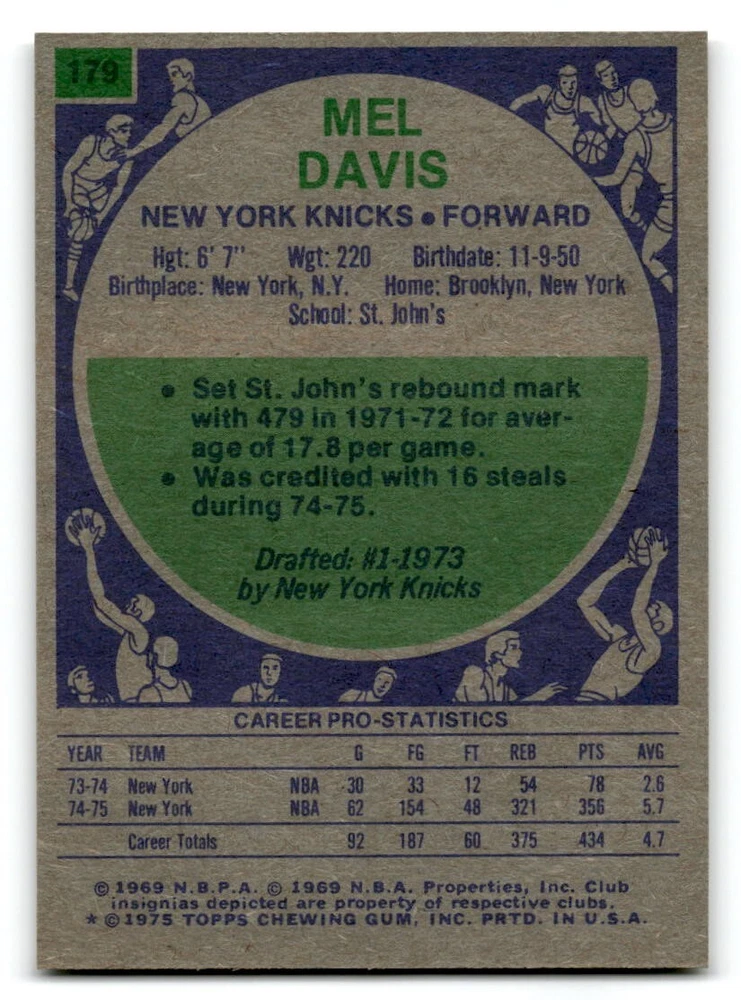 179
MEL
DAVIS
NEW YORK KNICKS • FORWARD
Hgt: 6' 7" Wgt: 220 Birthdate: 11-9-50
Birthplace: New York, N.Y. Home: Brooklyn, New York
School: St. John's
• Set St. John's rebound mark
with 479 in 1971-72 for aver-
age of 17.8 per game.
• Was credited with 16 steals
during 74-75.
Drafted: #1-1973
by New York Knicks
CAREER PRO-STATISTICS
YEAR TEAM G FG FT REB PTS AVG
73-74 New York NBA 30 33 12 54 78 2.6
74-75 New York NBA 62 154 48 321 356 5.7
Career Totals 92 187 60 375 434 4.7
© 1969 N.B.P.A. © 1969 N.B.A. Properties, Inc. Club
insignias depicted are property of respective clubs.
* © 1975 TOPPS CHEWING GUM, INC. PRTD. IN U.S.A.